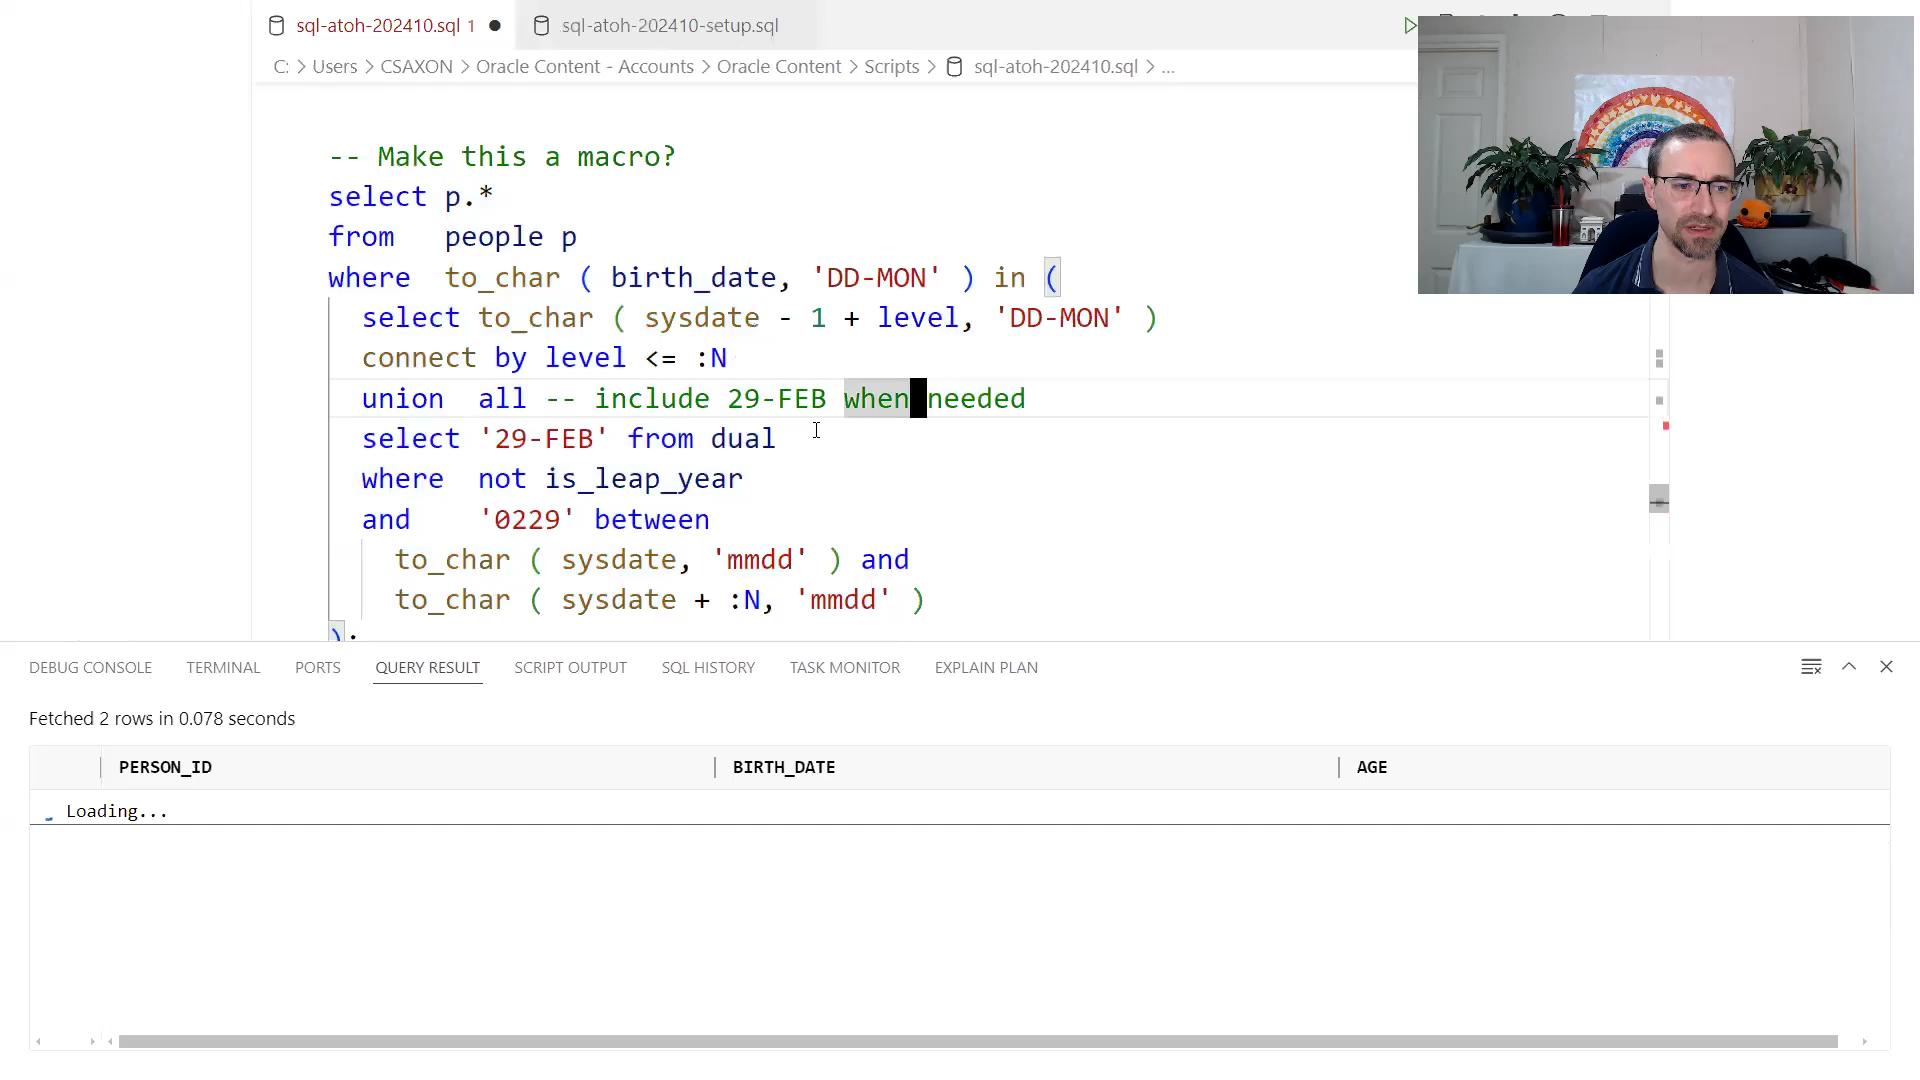 sql-atoh-202410.sql 1 ●
sql-atoh-202410-setup.sql
C: > Users > CSAXON > Oracle Content - Accounts > Oracle Content > Scripts > sql-atoh-202410.sql > ...
-- Make this a macro?
select p.*
from people p
where to_char ( birth_date, 'DD-MON' ) in (
select to_char ( sysdate - 1 + level, 'DD-MON' )
connect by level <= :N
union all -- include 29-FEB when needed
select '29-FEB' from dual
where not is_leap_year
and '0229' between
to_char ( sysdate, 'mmdd' ) and
to_char ( sysdate + :N, 'mmdd' )
);
DEBUG CONSOLE TERMINAL PORTS QUERY RESULT SCRIPT OUTPUT SQL HISTORY TASK MONITOR EXPLAIN PLAN
Fetched 2 rows in 0.078 seconds
PERSON_ID BIRTH_DATE AGE
Loading...